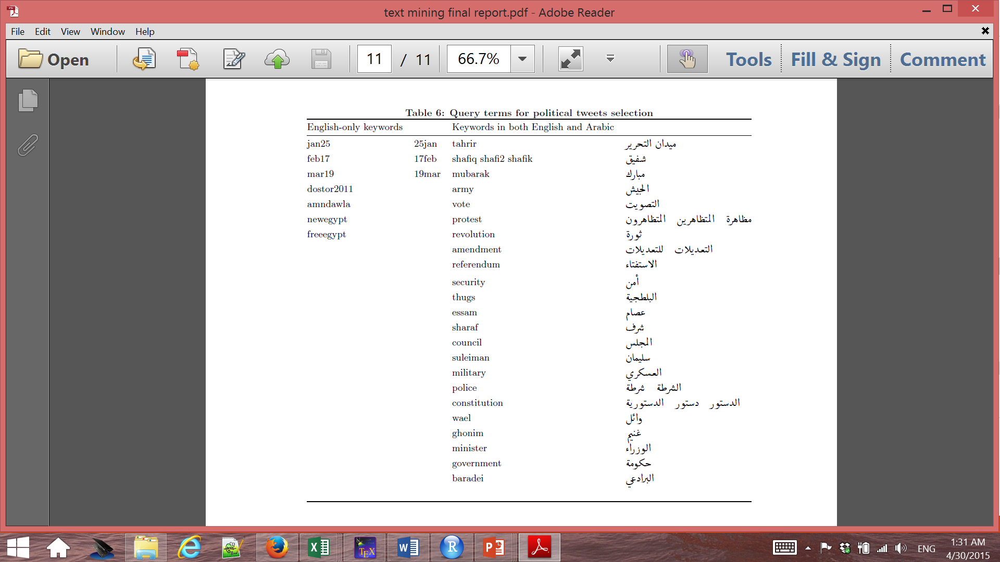 text mining final report.pdf - Adobe Reader
File Edit View Window Help
Open 11 / 11 66.7% Tools Fill & Sign Comment
Table 6: Query terms for political tweets selection
English-only keywords Keywords in both English and Arabic
jan25 25jan tahrir ميدان التحرير
feb17 17feb shafiq shafi2 shafik شفيق
mar19 19mar mubarak مبارك
dostor2011 army الجيش
amndawla vote التصويت
newegypt protest المتظاهرون المتظاهرين مظاهرة
freeegypt revolution ثورة
amendment للتعديلات التعديلات
referendum الاستفتاء
security أمن
thugs البلطجية
essam عصام
sharaf شرف
council المجلس
suleiman سليمان
military العسكري
police شرطة الشرطة
constitution الدستورية دستور الدستور
wael وائل
ghonim غنيم
minister الوزراء
government حكومة
baradei البرادعي
ENG 1:31 AM
4/30/2015